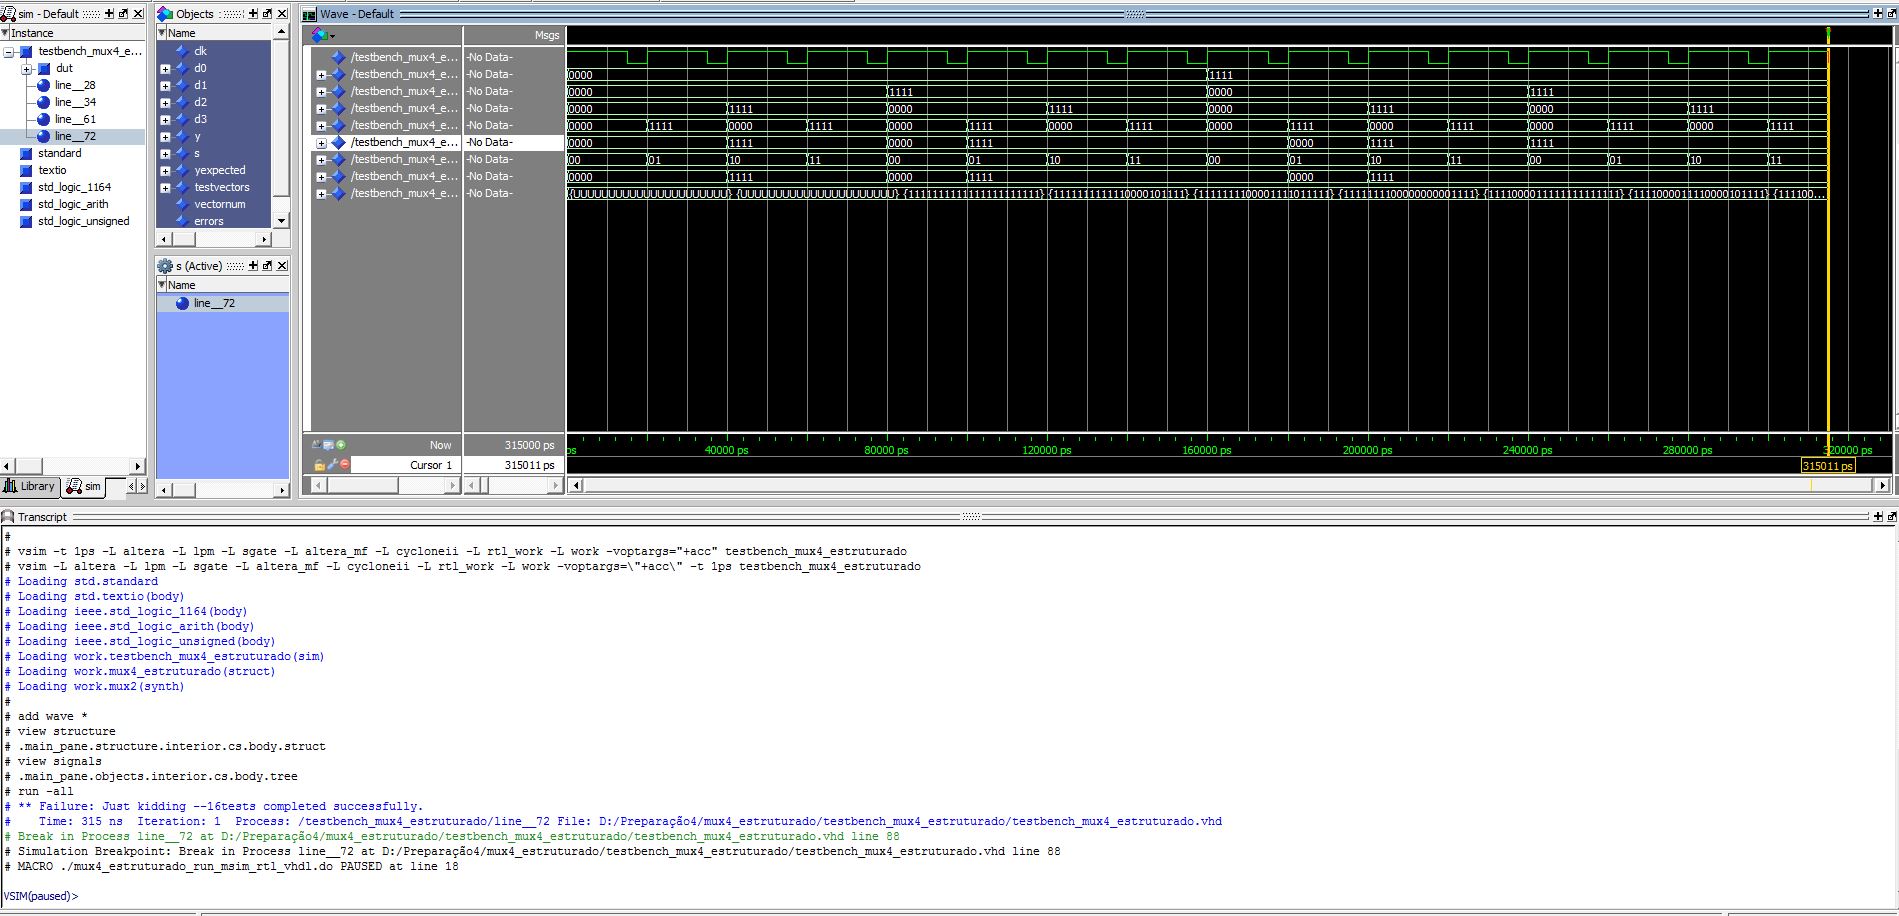 sim - Default
Instance
testbench_mux4_e...
dut
line__28
line__34
line__61
line__72
standard
textio
std_logic_1164
std_logic_arith
std_logic_unsigned
Library
sim
Objects
Name
clk
d0
d1
d2
d3
y
s
yexpected
testvectors
vectornum
errors
s (Active)
Name
line__72
Wave - Default
Msgs
/testbench_mux4_e... -No Data-
/testbench_mux4_e... -No Data- 0000 1111
/testbench_mux4_e... -No Data- 0000 1111 0000 1111
/testbench_mux4_e... -No Data- 0000 1111 0000 1111 0000 1111 0000 1111
/testbench_mux4_e... -No Data- 0000 1111 0000 1111 0000 1111 0000 1111 0000 1111 0000 1111 0000 1111 0000 1111
/testbench_mux4_e... -No Data- 0000 1111 0000 1111 0000 1111 1111
/testbench_mux4_e... -No Data- 00 01 10 11 00 01 10 11 00 01 10 11 00 01 10 11
/testbench_mux4_e... -No Data- 0000 1111 0000 1111 0000 1111
/testbench_mux4_e... -No Data-
Now 315000 ps
ps 40000 ps 80000 ps 120000 ps 160000 ps 200000 ps 240000 ps 280000 ps 320000 ps
Cursor 1 315011 ps
315011 ps
Transcript
#
# vsim -t 1ps -L altera -L lpm -L sgate -L altera_mf -L cycloneii -L rtl_work -L work -voptargs="+acc" testbench_mux4_estruturado
# vsim -L altera -L lpm -L sgate -L altera_mf -L cycloneii -L rtl_work -L work -voptargs=\"+acc\" -t 1ps testbench_mux4_estruturado
# Loading std.standard
# Loading std.textio(body)
# Loading ieee.std_logic_1164(body)
# Loading ieee.std_logic_arith(body)
# Loading ieee.std_logic_unsigned(body)
# Loading work.testbench_mux4_estruturado(sim)
# Loading work.mux4_estruturado(struct)
# Loading work.mux2(synth)
#
# add wave *
# view structure
# .main_pane.structure.interior.cs.body.struct
# view signals
# .main_pane.objects.interior.cs.body.tree
# run -all
# ** Failure: Just kidding --16tests completed successfully.
#    Time: 315 ns  Iteration: 1  Process: /testbench_mux4_estruturado/line__72 File: D:/Preparação4/mux4_estruturado/testbench_mux4_estruturado/testbench_mux4_estruturado.vhd
# Break in Process line__72 at D:/Preparação4/mux4_estruturado/testbench_mux4_estruturado/testbench_mux4_estruturado.vhd line 88
# Simulation Breakpoint: Break in Process line__72 at D:/Preparação4/mux4_estruturado/testbench_mux4_estruturado/testbench_mux4_estruturado.vhd line 88
# MACRO ./mux4_estruturado_run_msim_rtl_vhdl.do PAUSED at line 18
VSIM(paused)>